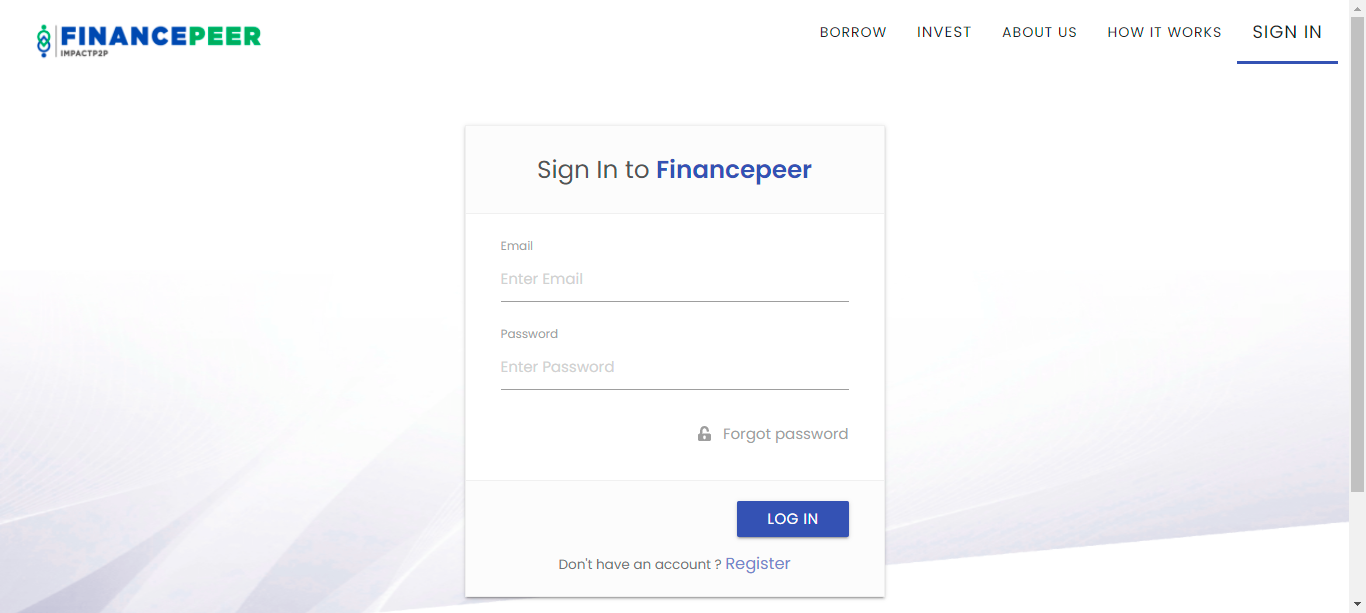 FINANCEPEER
IMPACTP2P
BORROW INVEST ABOUT US HOW IT WORKS SIGN IN
Sign In to Financepeer
Email
Enter Email
Password
Enter Password
Forgot password
LOG IN
Don't have an account ? Register